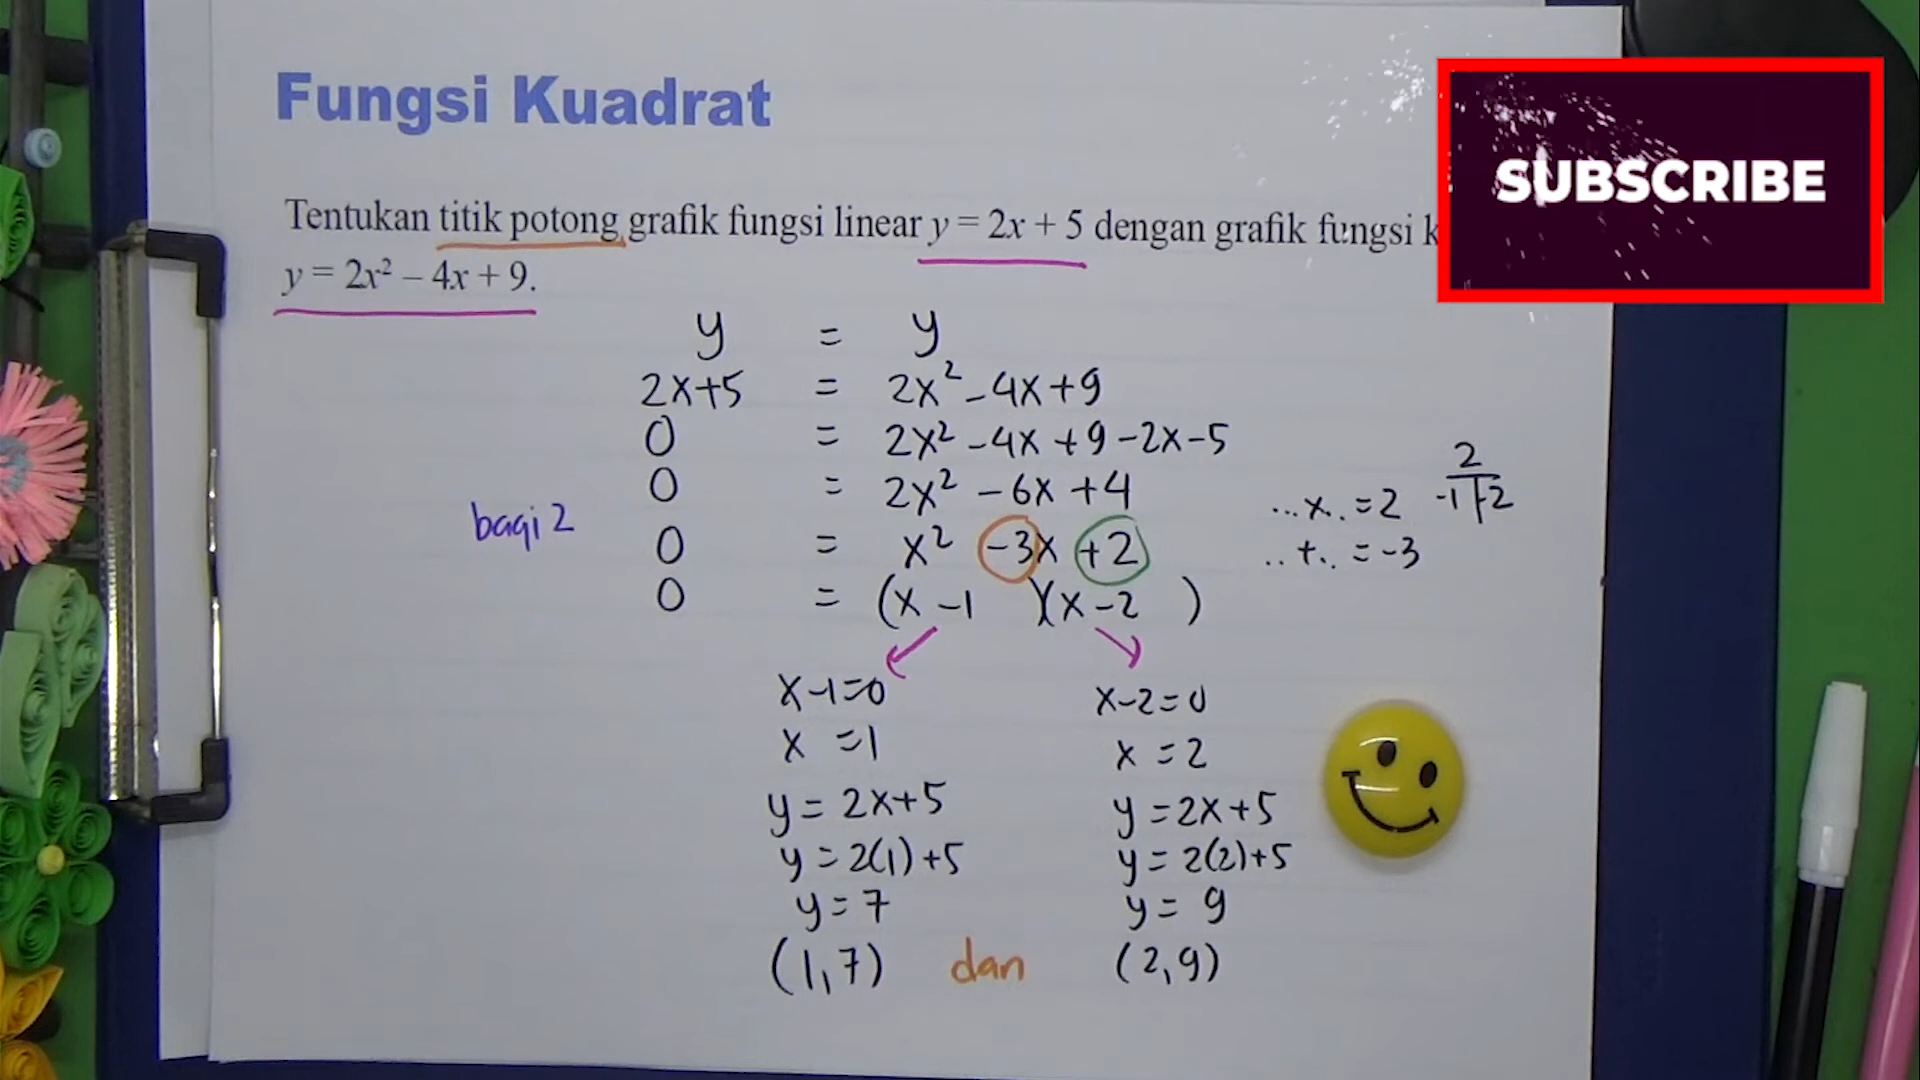 Fungsi Kuadrat
SUBSCRIBE
Tentukan titik potong grafik fungsi linear y = 2x + 5 dengan grafik fungsi
y = 2x² – 4x + 9.
y = y
2x+5 = 2x² -4x+9
0 = 2x² -4x +9 -2x-5
0 = 2x² -6x +4
bagi 2
0 = x² -3x +2
0 = (x -1 )(x -2 )
2
-1 -2
...x.. =2
..+.. = -3
x-1=0
x =1
y = 2x+5
y = 2(1)+5
y = 7
(1,7) dan (2,9)
x-2=0
x =2
y =2x+5
y = 2(2)+5
y = 9